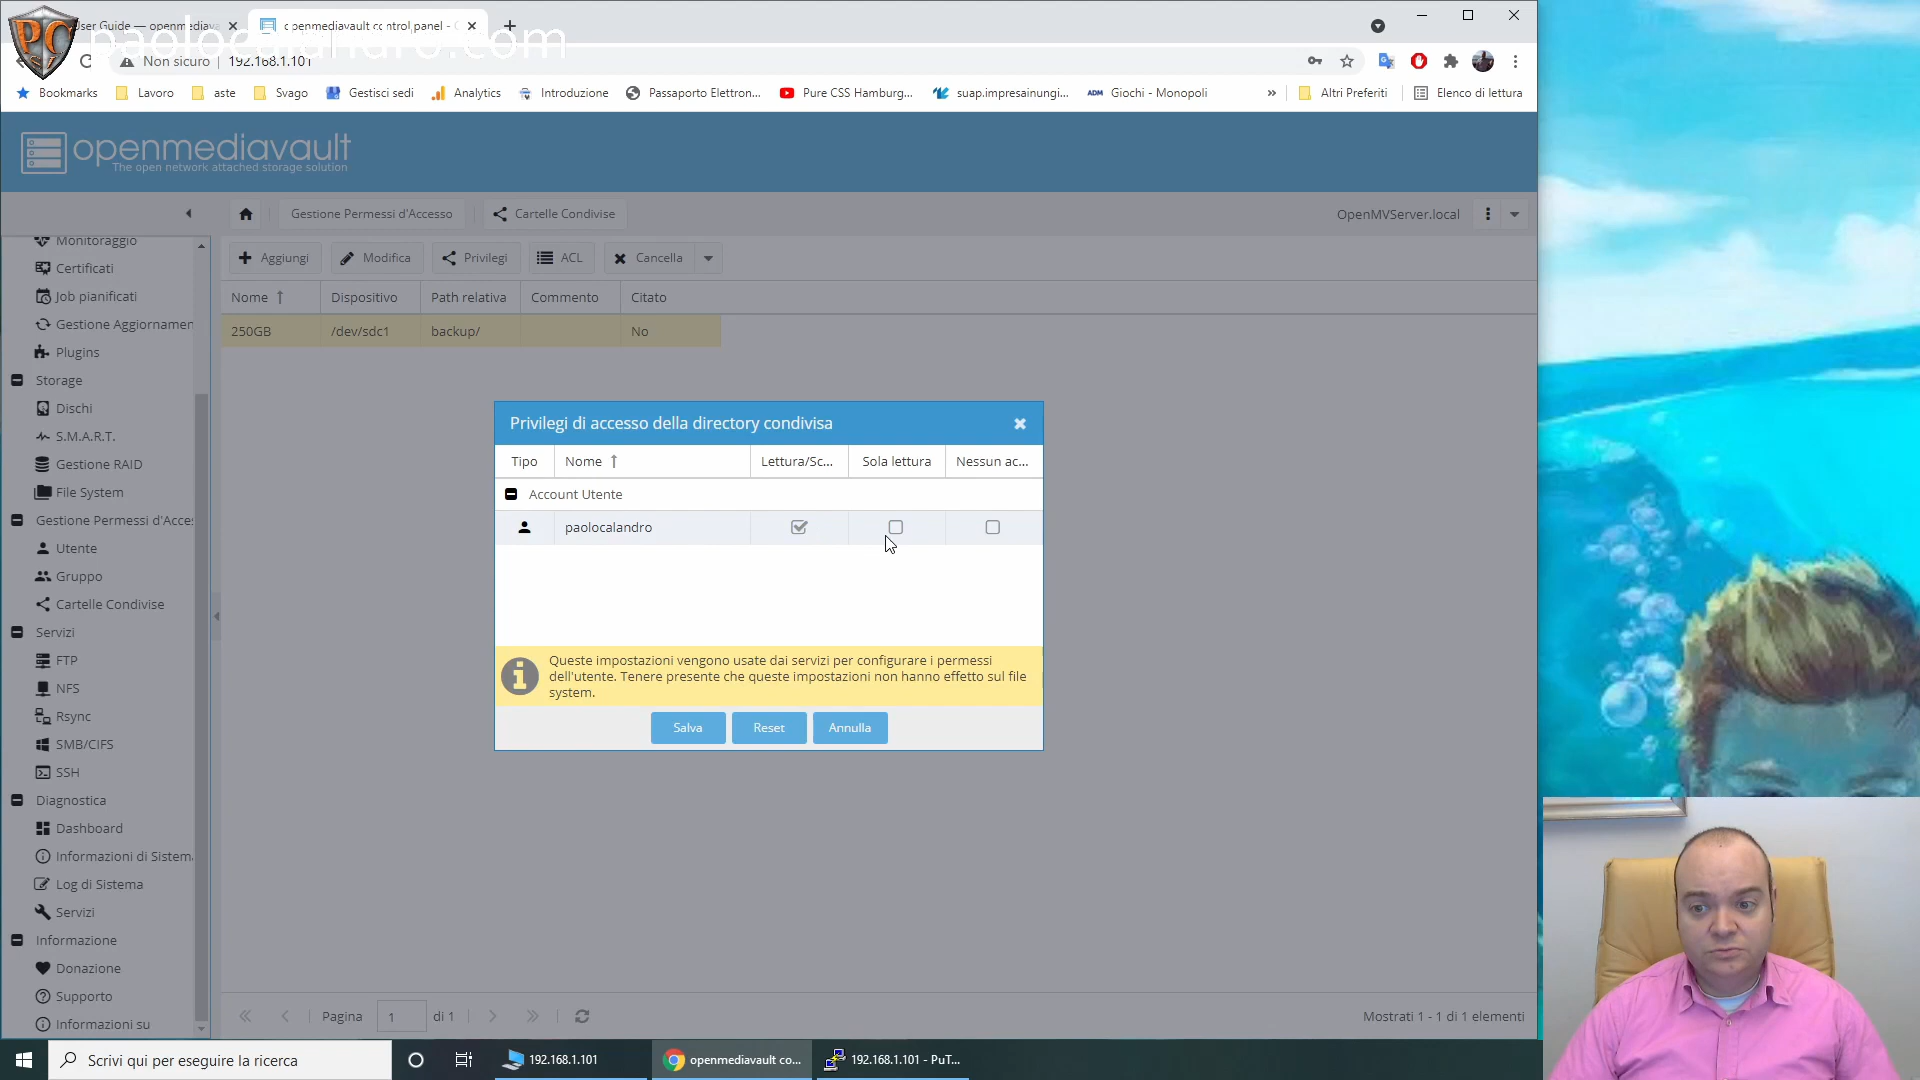 User Guide — openmediava
openmediavault control panel -
paolocalandro.com
Non sicuro
192.168.1.101
Bookmarks
Lavoro
aste
Svago
Gestisci sedi
Analytics
Introduzione
Passaporto Elettron...
Pure CSS Hamburg...
suap.impresainungi...
ADM
Giochi - Monopoli
»
Altri Preferiti
Elenco di lettura
openmediavault
The open network attached storage solution
Gestione Permessi d'Accesso
Cartelle Condivise
OpenMVServer.local
Monitoraggio
Certificati
Job pianificati
Gestione Aggiornamen
Plugins
Storage
Dischi
S.M.A.R.T.
Gestione RAID
File System
Gestione Permessi d'Acce
Utente
Gruppo
Cartelle Condivise
Servizi
FTP
NFS
Rsync
SMB/CIFS
SSH
Diagnostica
Dashboard
Informazioni di Sistem
Log di Sistema
Servizi
Informazione
Donazione
Supporto
Informazioni su
Aggiungi
Modifica
Privilegi
ACL
Cancella
Nome
Dispositivo
Path relativa
Commento
Citato
250GB
/dev/sdc1
backup/
No
Privilegi di accesso della directory condivisa
Tipo
Nome
Lettura/Sc...
Sola lettura
Nessun ac...
Account Utente
paolocalandro
Queste impostazioni vengono usate dai servizi per configurare i permessi
dell'utente. Tenere presente che queste impostazioni non hanno effetto sul file
system.
Salva
Reset
Annulla
Pagina
1
di 1
Mostrati 1 - 1 di 1 elementi
Scrivi qui per eseguire la ricerca
192.168.1.101
openmediavault co...
192.168.1.101 - PuT...